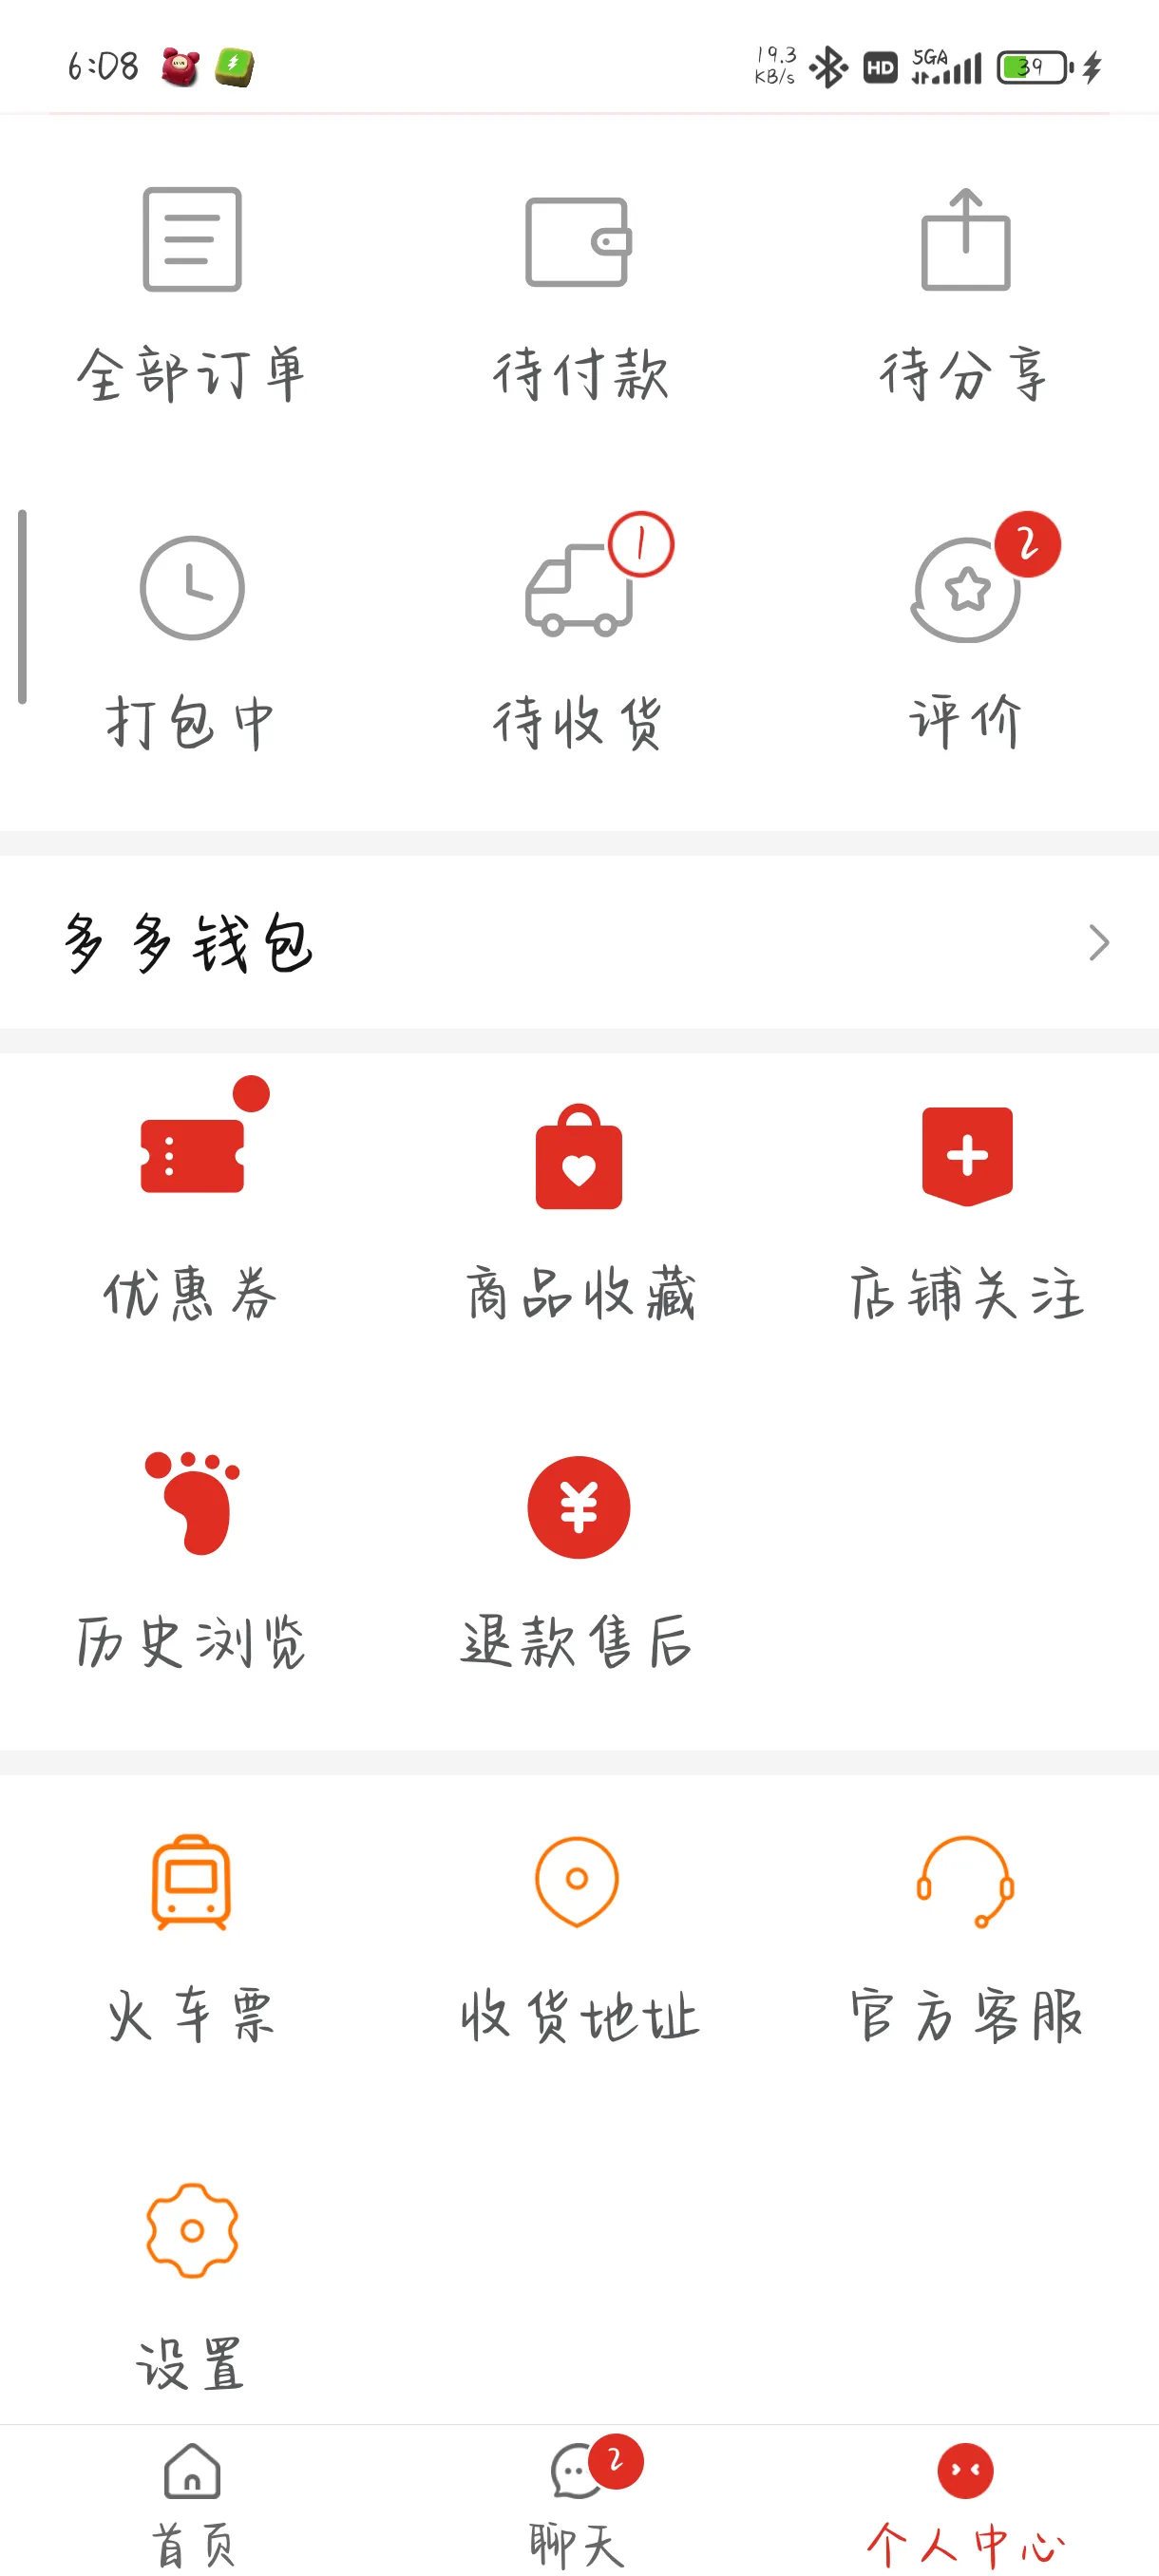 6:08 19.3 KB/s HD 5GA 39
全部订单 待付款 待分享
1 2
打包中 待收货 评价
多多钱包
优惠券 商品收藏 店铺关注
¥
历史浏览 退款售后
火车票 收货地址 官方客服
设置
2
首页 聊天 个人中心